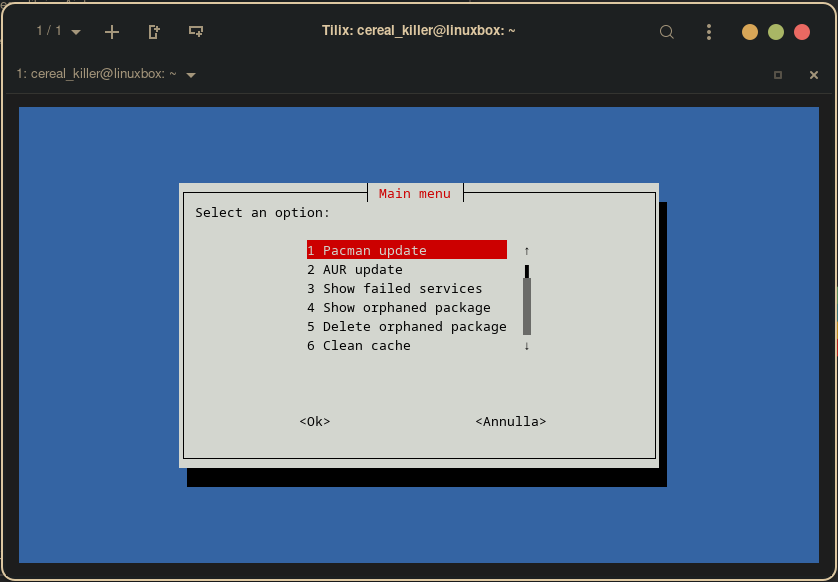 1 / 1
Tilix: cereal_killer@linuxbox: ~
1: cereal_killer@linuxbox: ~
Main menu
Select an option:
1 Pacman update
2 AUR update
3 Show failed services
4 Show orphaned package
5 Delete orphaned package
6 Clean cache
<Ok> <Annulla>